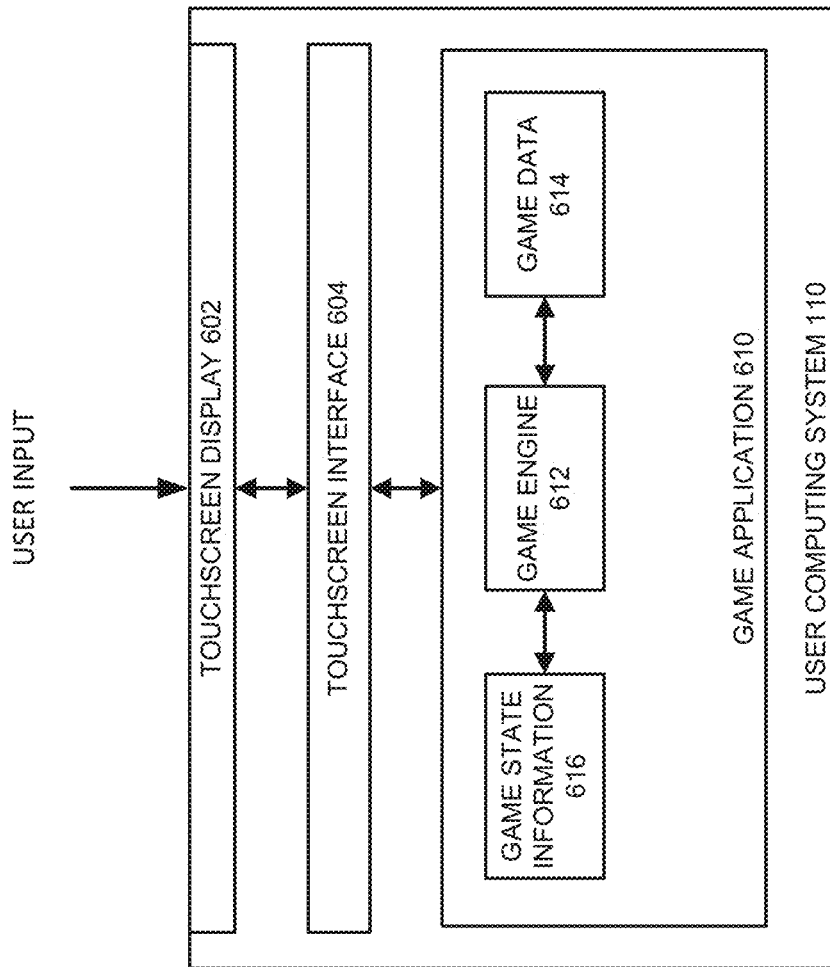 USER INPUT
TOUCHSCREEN DISPLAY 602
TOUCHSCREEN INTERFACE 604
GAME STATE
INFORMATION
616
GAME ENGINE
612
GAME DATA
614
GAME APPLICATION 610
USER COMPUTING SYSTEM 110